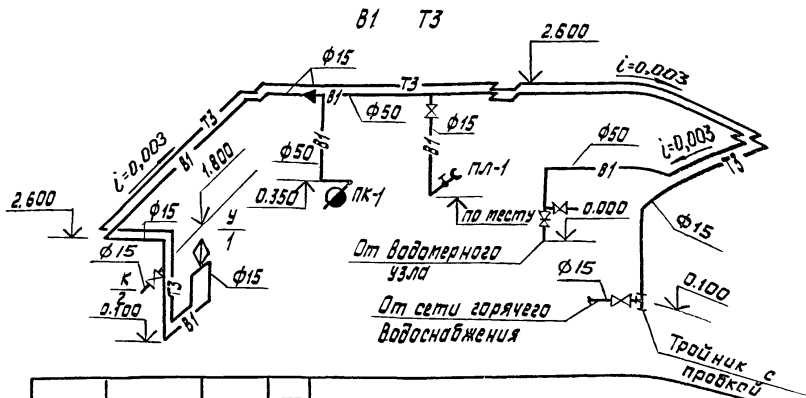 В1 Т3
ф15
Т3
В1
ф50
2.600
i=0,003
Т3
В1
i=0,003
ф50
В1
ф15
В1
ф50
В1
i=0,003
Т3
1.800
0.350
ПК-1
ПЛ-1
по месту
0.000
ф15
2.600
ф15
У
1
ф15
К
2
Т3
ф15
В1
0.100
От водомерного
узла
ф15
От сети горячего
водоснабжения
0.100
Тройник с
пробкой